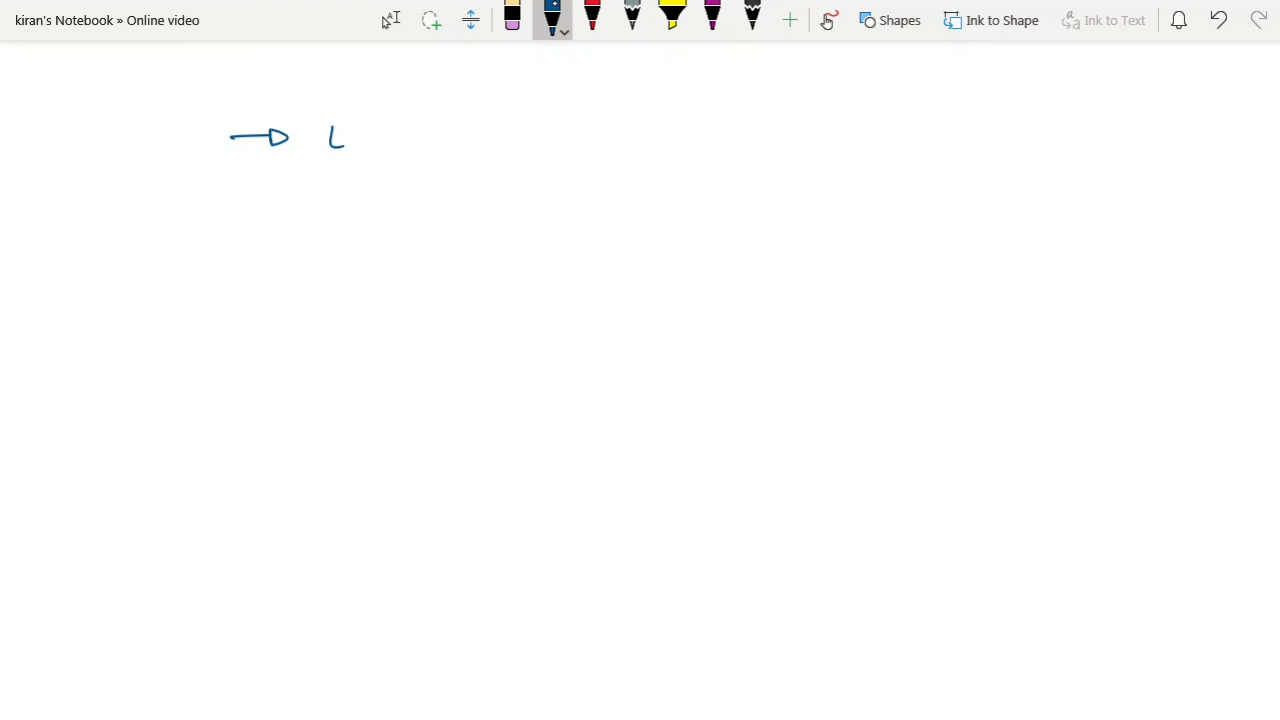 kiran's Notebook » Online video Shapes Ink to Shape Ink to Text
→ L